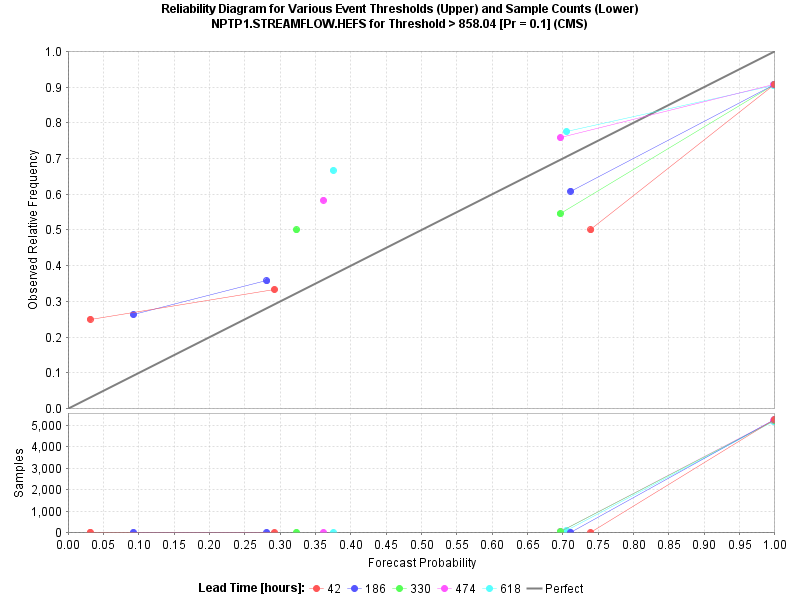 Reliability Diagram for Various Event Thresholds (Upper) and Sample Counts (Lower)
NPTP1.STREAMFLOW.HEFS for Threshold > 858.04 [Pr = 0.1] (CMS)
1.0
0.9
0.8
0.7
0.6
0.5
0.4
0.3
0.2
0.1
0.0
Observed Relative Frequency
5,000
4,000
3,000
2,000
1,000
0
Samples
0.00 0.05 0.10 0.15 0.20 0.25 0.30 0.35 0.40 0.45 0.50 0.55 0.60 0.65 0.70 0.75 0.80 0.85 0.90 0.95 1.00
Forecast Probability
Lead Time [hours]: 42 186 330 474 618 Perfect